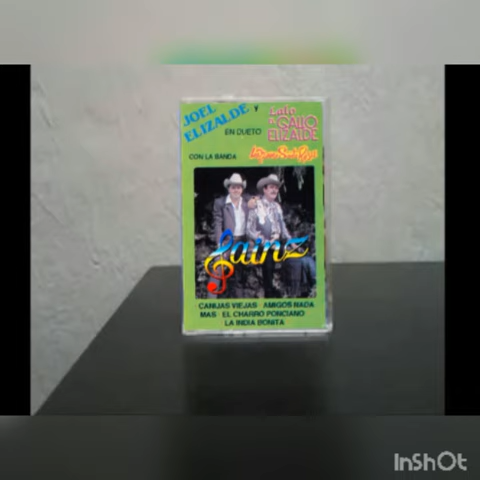 JOEL ELIZALDE Y
Lalo EL GALLO ELIZALDE
EN DUETO
CON LA BANDA
Sainz
CANIJAS VIEJAS · AMIGOS NADA
MAS · EL CHARRO PONCIANO
LA INDIA BONITA
InShOt